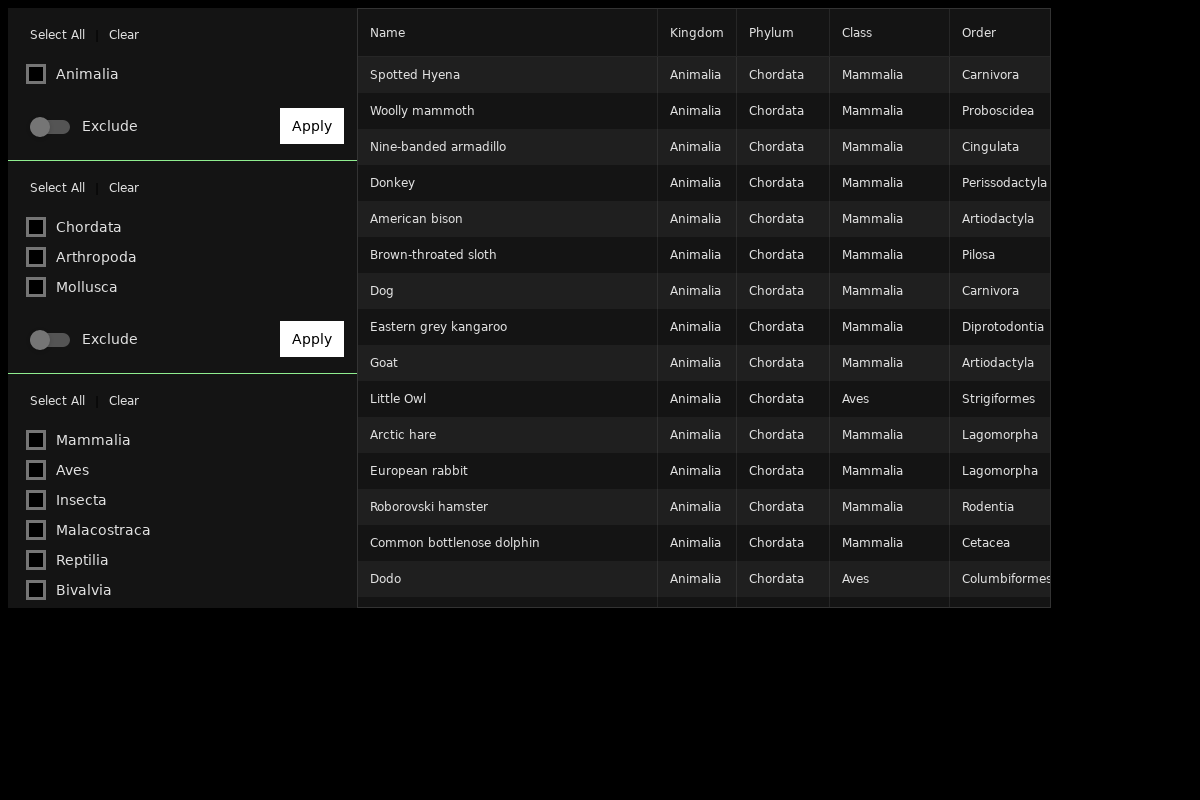 Select All | Clear
Animalia
Exclude Apply
Select All | Clear
Chordata
Arthropoda
Mollusca
Exclude Apply
Select All | Clear
Mammalia
Aves
Insecta
Malacostraca
Reptilia
Bivalvia
Name Kingdom Phylum Class Order
Spotted Hyena Animalia Chordata Mammalia Carnivora
Woolly mammoth Animalia Chordata Mammalia Proboscidea
Nine-banded armadillo Animalia Chordata Mammalia Cingulata
Donkey Animalia Chordata Mammalia Perissodactyla
American bison Animalia Chordata Mammalia Artiodactyla
Brown-throated sloth Animalia Chordata Mammalia Pilosa
Dog Animalia Chordata Mammalia Carnivora
Eastern grey kangaroo Animalia Chordata Mammalia Diprotodontia
Goat Animalia Chordata Mammalia Artiodactyla
Little Owl Animalia Chordata Aves Strigiformes
Arctic hare Animalia Chordata Mammalia Lagomorpha
European rabbit Animalia Chordata Mammalia Lagomorpha
Roborovski hamster Animalia Chordata Mammalia Rodentia
Common bottlenose dolphin Animalia Chordata Mammalia Cetacea
Dodo Animalia Chordata Aves Columbiformes